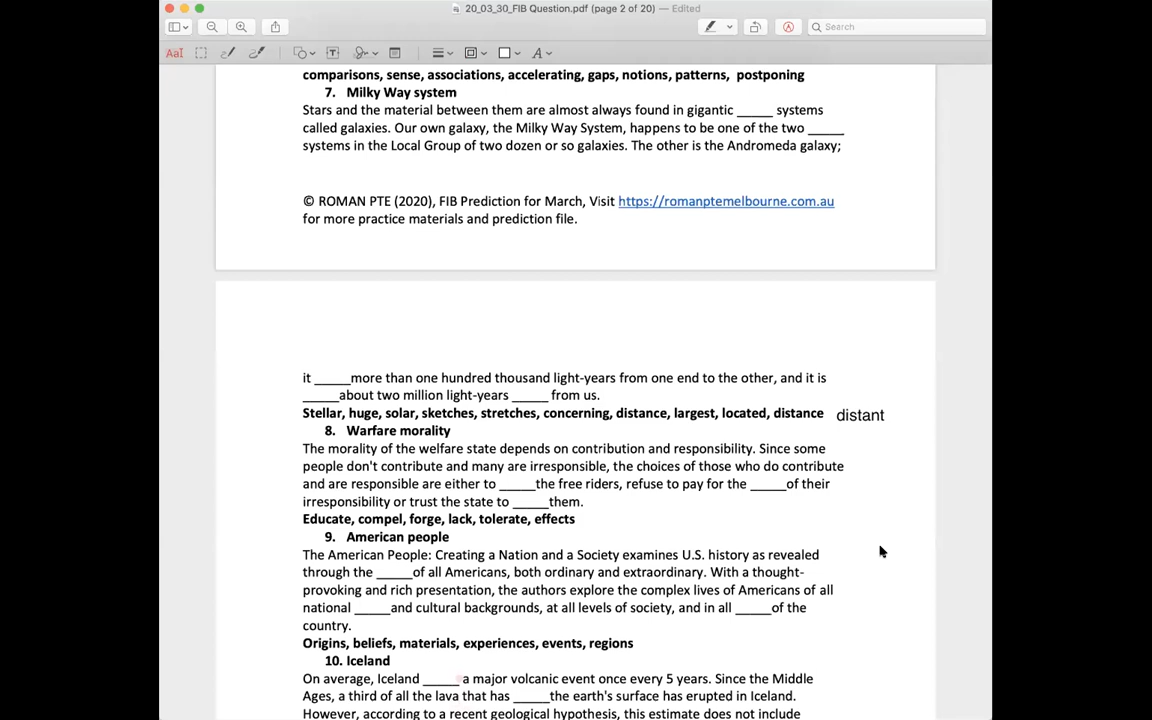 20_03_30_FIB Question.pdf (page 2 of 20) — Edited
Search
AaI
T
A
comparisons, sense, associations, accelerating, gaps, notions, patterns, postponing
7. Milky Way system
Stars and the material between them are almost always found in gigantic _____ systems
called galaxies. Our own galaxy, the Milky Way System, happens to be one of the two _____
systems in the Local Group of two dozen or so galaxies. The other is the Andromeda galaxy;
© ROMAN PTE (2020), FIB Prediction for March, Visit https://romanptemelbourne.com.au
for more practice materials and prediction file.
it _____more than one hundred thousand light-years from one end to the other, and it is
_____about two million light-years _____ from us.
Stellar, huge, solar, sketches, stretches, concerning, distance, largest, located, distance distant
8. Warfare morality
The morality of the welfare state depends on contribution and responsibility. Since some
people don't contribute and many are irresponsible, the choices of those who do contribute
and are responsible are either to _____the free riders, refuse to pay for the _____of their
irresponsibility or trust the state to _____them.
Educate, compel, forge, lack, tolerate, effects
9. American people
The American People: Creating a Nation and a Society examines U.S. history as revealed
through the _____of all Americans, both ordinary and extraordinary. With a thought-
provoking and rich presentation, the authors explore the complex lives of Americans of all
national _____and cultural backgrounds, at all levels of society, and in all _____of the
country.
Origins, beliefs, materials, experiences, events, regions
10. Iceland
On average, Iceland _____a major volcanic event once every 5 years. Since the Middle
Ages, a third of all the lava that has _____the earth's surface has erupted in Iceland.
However, according to a recent geological hypothesis, this estimate does not include